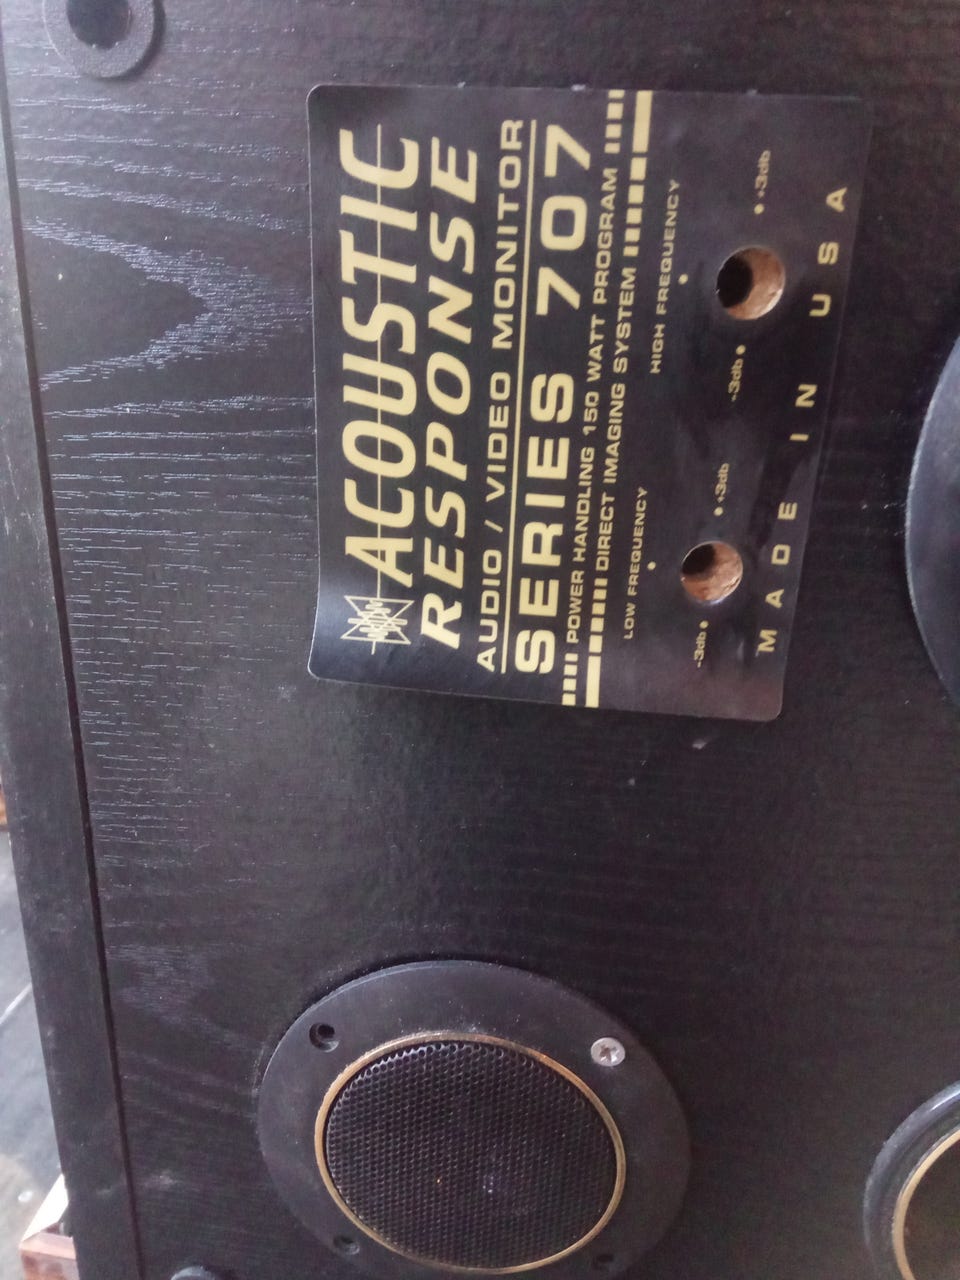 ACOUSTIC
RESPONSE
AUDIO / VIDEO MONITOR
SERIES 707
POWER HANDLING 150 WATT PROGRAM
DIRECT IMAGING SYSTEM
LOW FREQUENCY HIGH FREQUENCY
-3db +3db -3db +3db
MADE IN USA